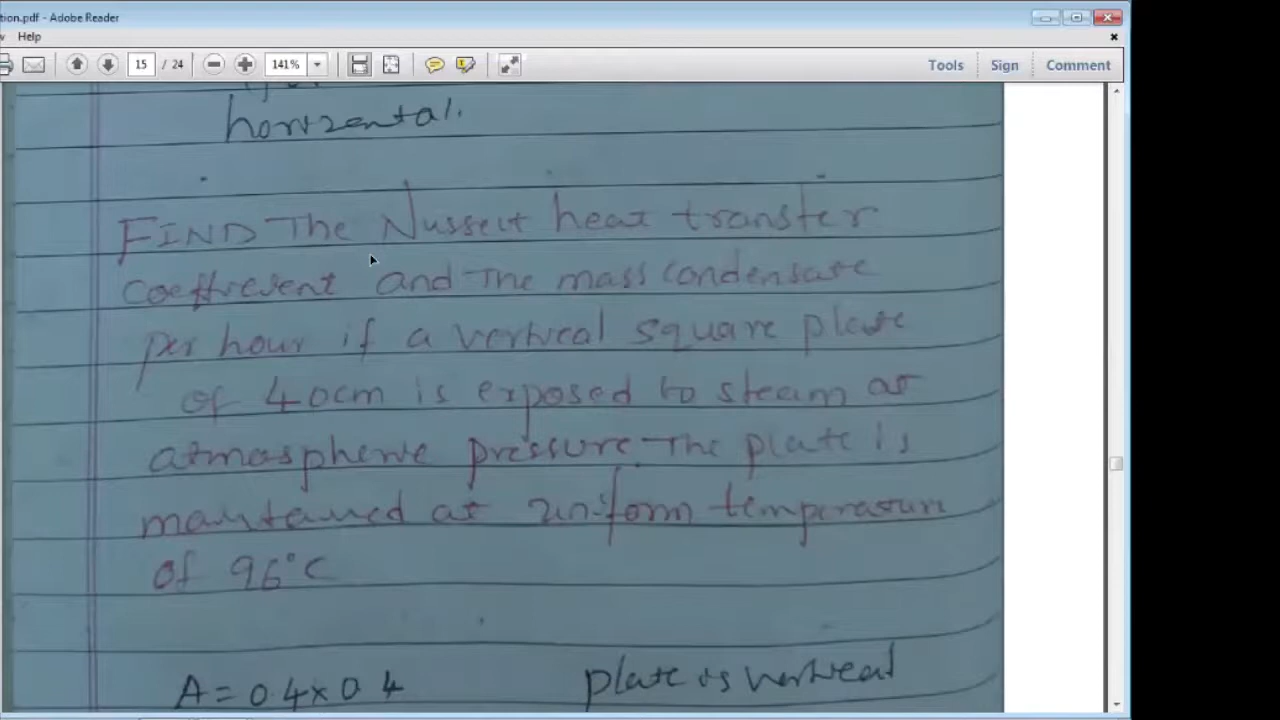 tion.pdf - Adobe Reader
Help
15 / 24 141% Tools Sign Comment
horizental.
FIND The Nusselt heat transfer
coeffrevent and The mass condensate
per hour if a vertical square plate
of 40cm is exposed to steam at
atmospheric pressure. The plate is
maintained at uniform temperature
of 96°C
A = 0.4 x 0.4 plate is vertical